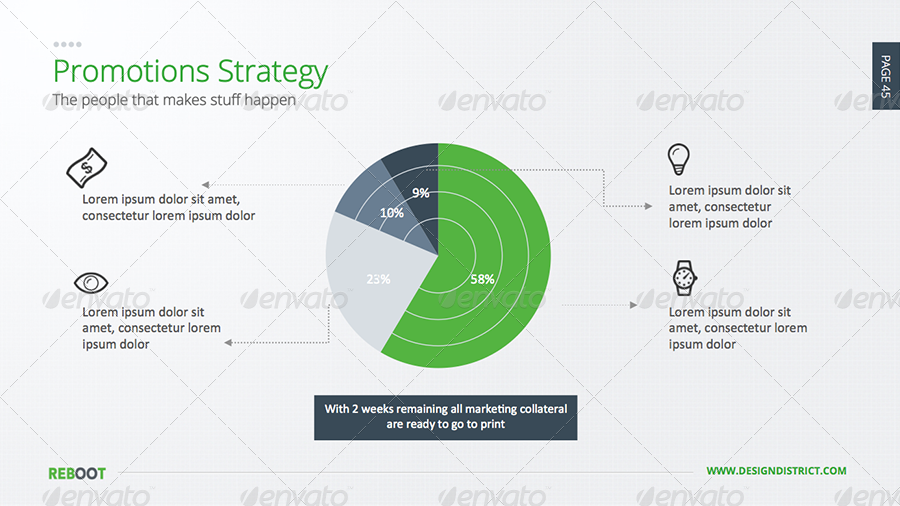 Promotions Strategy
The people that makes stuff happen
PAGE 45
Lorem ipsum dolor sit amet,
consectetur lorem ipsum dolor
Lorem ipsum dolor sit
amet, consectetur lorem
ipsum dolor
9%
10%
23%
58%
Lorem ipsum dolor sit
amet, consectetur
lorem ipsum dolor
Lorem ipsum dolor sit
amet, consectetur lorem
ipsum dolor
With 2 weeks remaining all marketing collateral
are ready to go to print
REBOOT
WWW.DESIGNDISTRICT.COM
envato